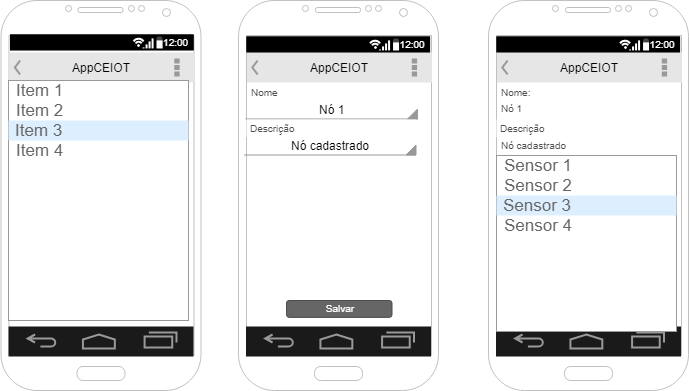 12:00
AppCEIOT
Item 1
Item 2
Item 3
Item 4
12:00
AppCEIOT
Nome
Nó 1
Descrição
Nó cadastrado
Salvar
12:00
AppCEIOT
Nome:
Nó 1
Descrição
Nó cadastrado
Sensor 1
Sensor 2
Sensor 3
Sensor 4